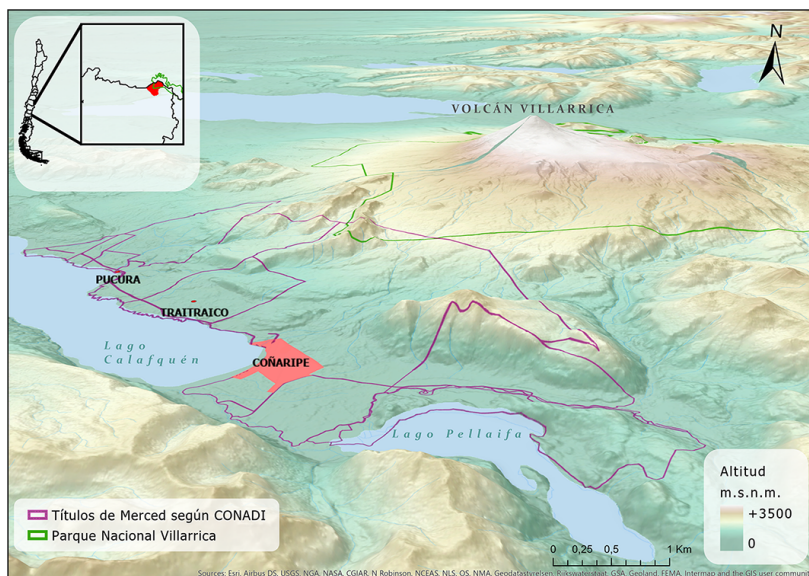 N
VOLCÁN VILLARRICA
PUCURA
TRAITRAICO
Lago
Calafquén
COÑARIPE
Lago Pellaifa
Altitud
m.s.n.m.
+3500
0
Títulos de Merced según CONADI
Parque Nacional Villarrica
0 0,25 0,5 1 Km
Sources: Esri, Airbus DS, USGS, NGA, NASA, CGIAR, N Robinson, NCEAS, NLS, OS, NMA, Geodatastyrelsen, Rijkswaterstaat, GSA, Geoland, FEMA, Intermap and the GIS user communi